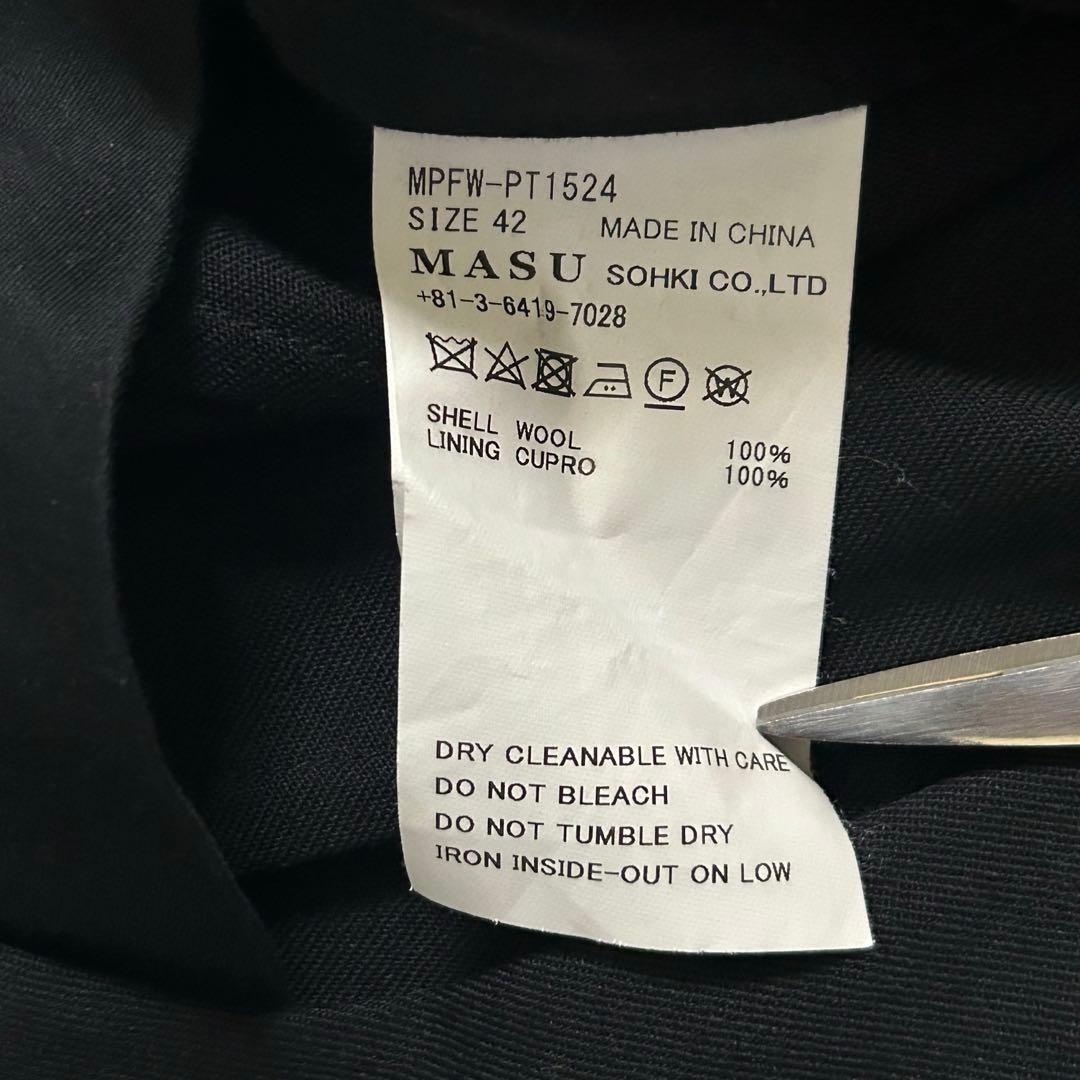 MPFW-PT1524
SIZE 42 MADE IN CHINA
MASU SOHKI CO.,LTD
+81-3-6419-7028
F W
SHELL WOOL 100%
LINING CUPRO 100%
DRY CLEANABLE WITH CARE
DO NOT BLEACH
DO NOT TUMBLE DRY
IRON INSIDE-OUT ON LOW